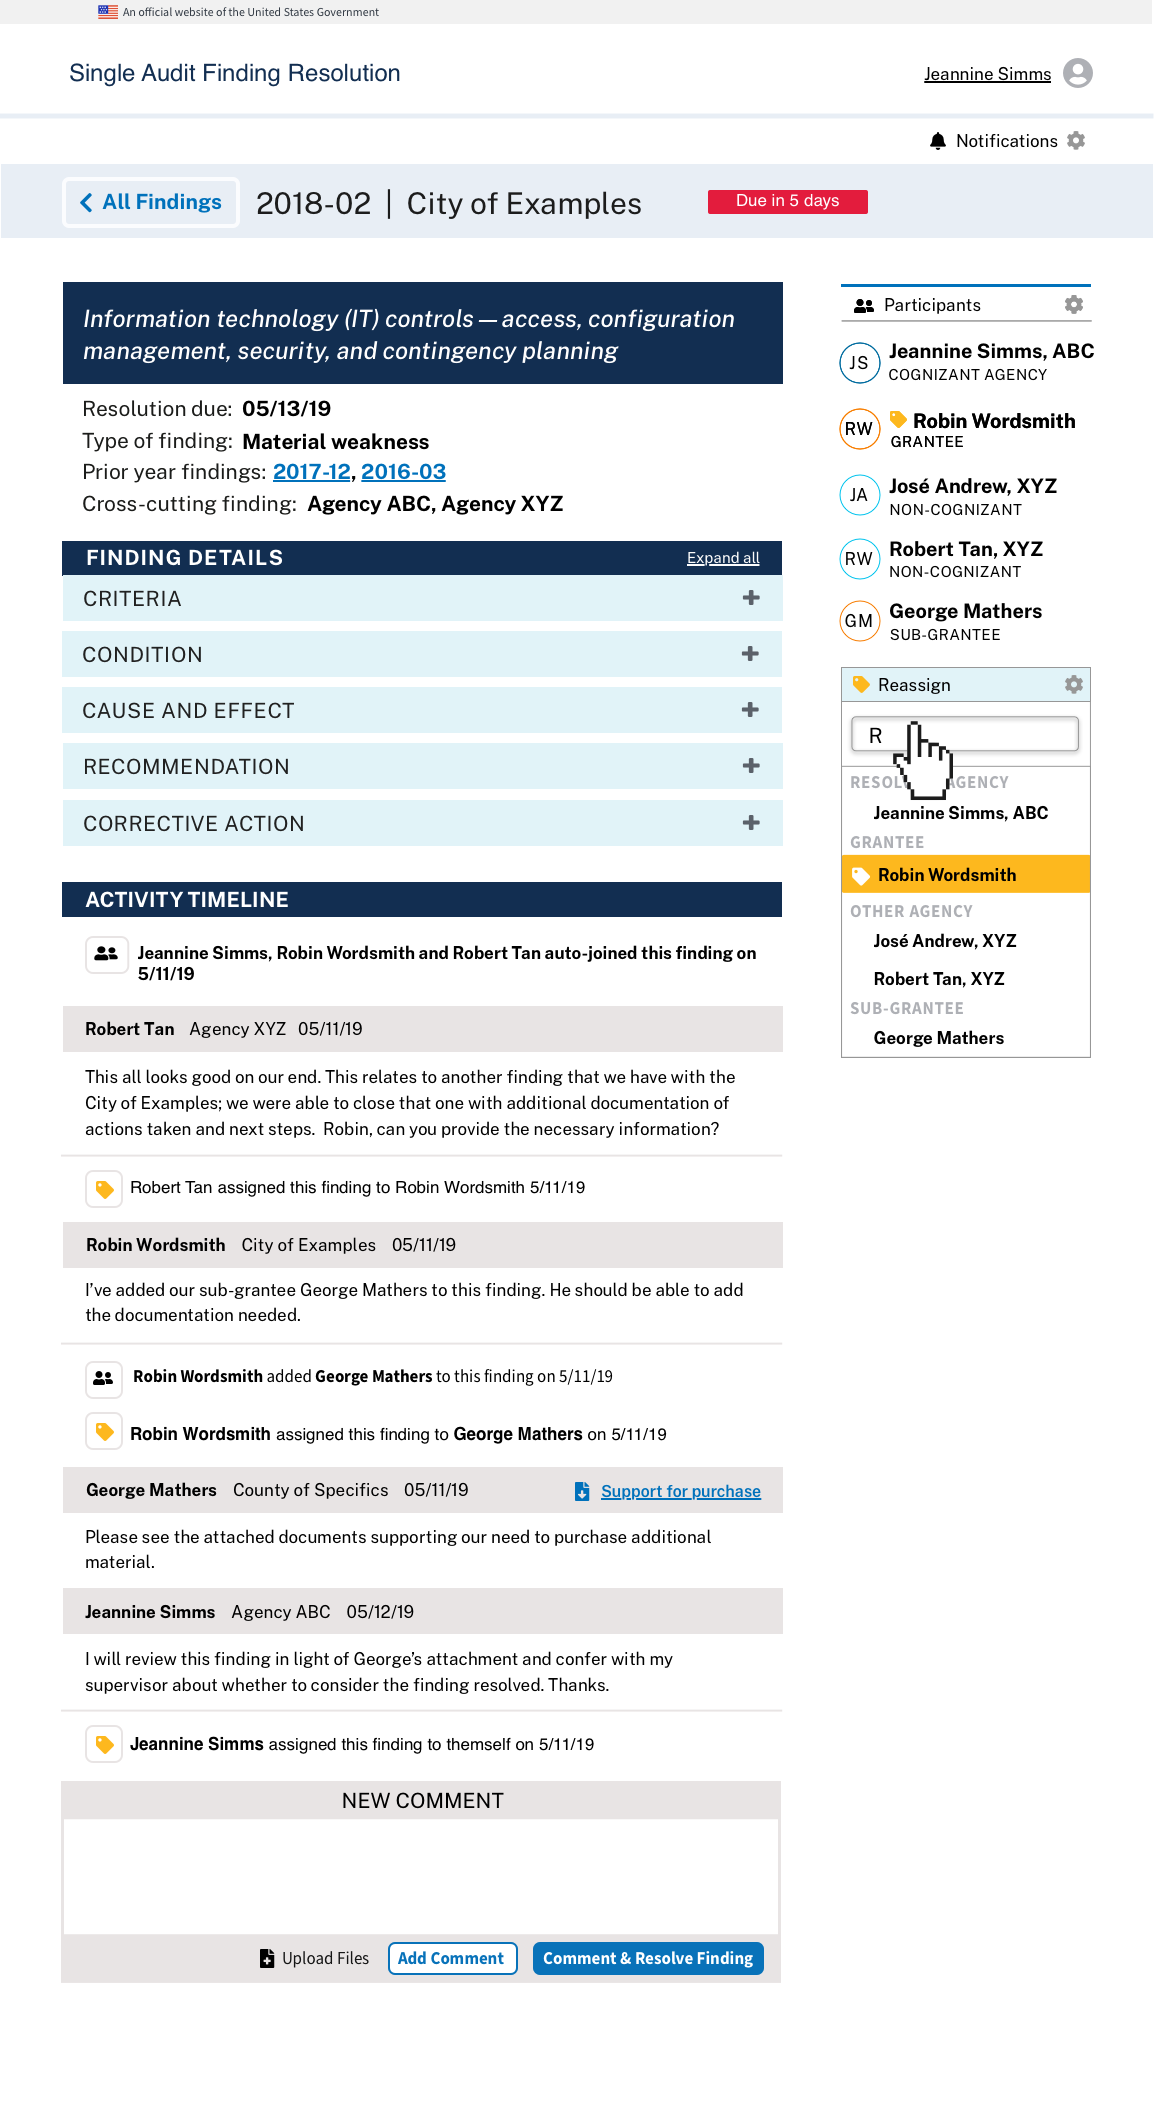 An official website of the United States Government
Single Audit Finding Resolution
Jeannine Simms
Notifications
All Findings
2018-02 | City of Examples
Due in 5 days
Information technology (IT) controls — access, configuration
management, security, and contingency planning
Resolution due: 05/13/19
Type of finding: Material weakness
Prior year findings: 2017-12, 2016-03
Cross-cutting finding: Agency ABC, Agency XYZ
FINDING DETAILS
Expand all
CRITERIA
CONDITION
CAUSE AND EFFECT
RECOMMENDATION
CORRECTIVE ACTION
ACTIVITY TIMELINE
Jeannine Simms, Robin Wordsmith and Robert Tan auto-joined this finding on
5/11/19
Robert Tan Agency XYZ 05/11/19
This all looks good on our end. This relates to another finding that we have with the
City of Examples; we were able to close that one with additional documentation of
actions taken and next steps. Robin, can you provide the necessary information?
Robert Tan assigned this finding to Robin Wordsmith 5/11/19
Robin Wordsmith City of Examples 05/11/19
I’ve added our sub-grantee George Mathers to this finding. He should be able to add
the documentation needed.
Robin Wordsmith added George Mathers to this finding on 5/11/19
Robin Wordsmith assigned this finding to George Mathers on 5/11/19
George Mathers County of Specifics 05/11/19
Support for purchase
Please see the attached documents supporting our need to purchase additional
material.
Jeannine Simms Agency ABC 05/12/19
I will review this finding in light of George’s attachment and confer with my
supervisor about whether to consider the finding resolved. Thanks.
Jeannine Simms assigned this finding to themself on 5/11/19
NEW COMMENT
Upload Files
Add Comment
Comment & Resolve Finding
Participants
JS
Jeannine Simms, ABC
COGNIZANT AGENCY
RW
Robin Wordsmith
GRANTEE
JA
José Andrew, XYZ
NON-COGNIZANT
RW
Robert Tan, XYZ
NON-COGNIZANT
GM
George Mathers
SUB-GRANTEE
Reassign
R
AGENCY
Jeannine Simms, ABC
GRANTEE
Robin Wordsmith
OTHER AGENCY
José Andrew, XYZ
Robert Tan, XYZ
SUB-GRANTEE
George Mathers